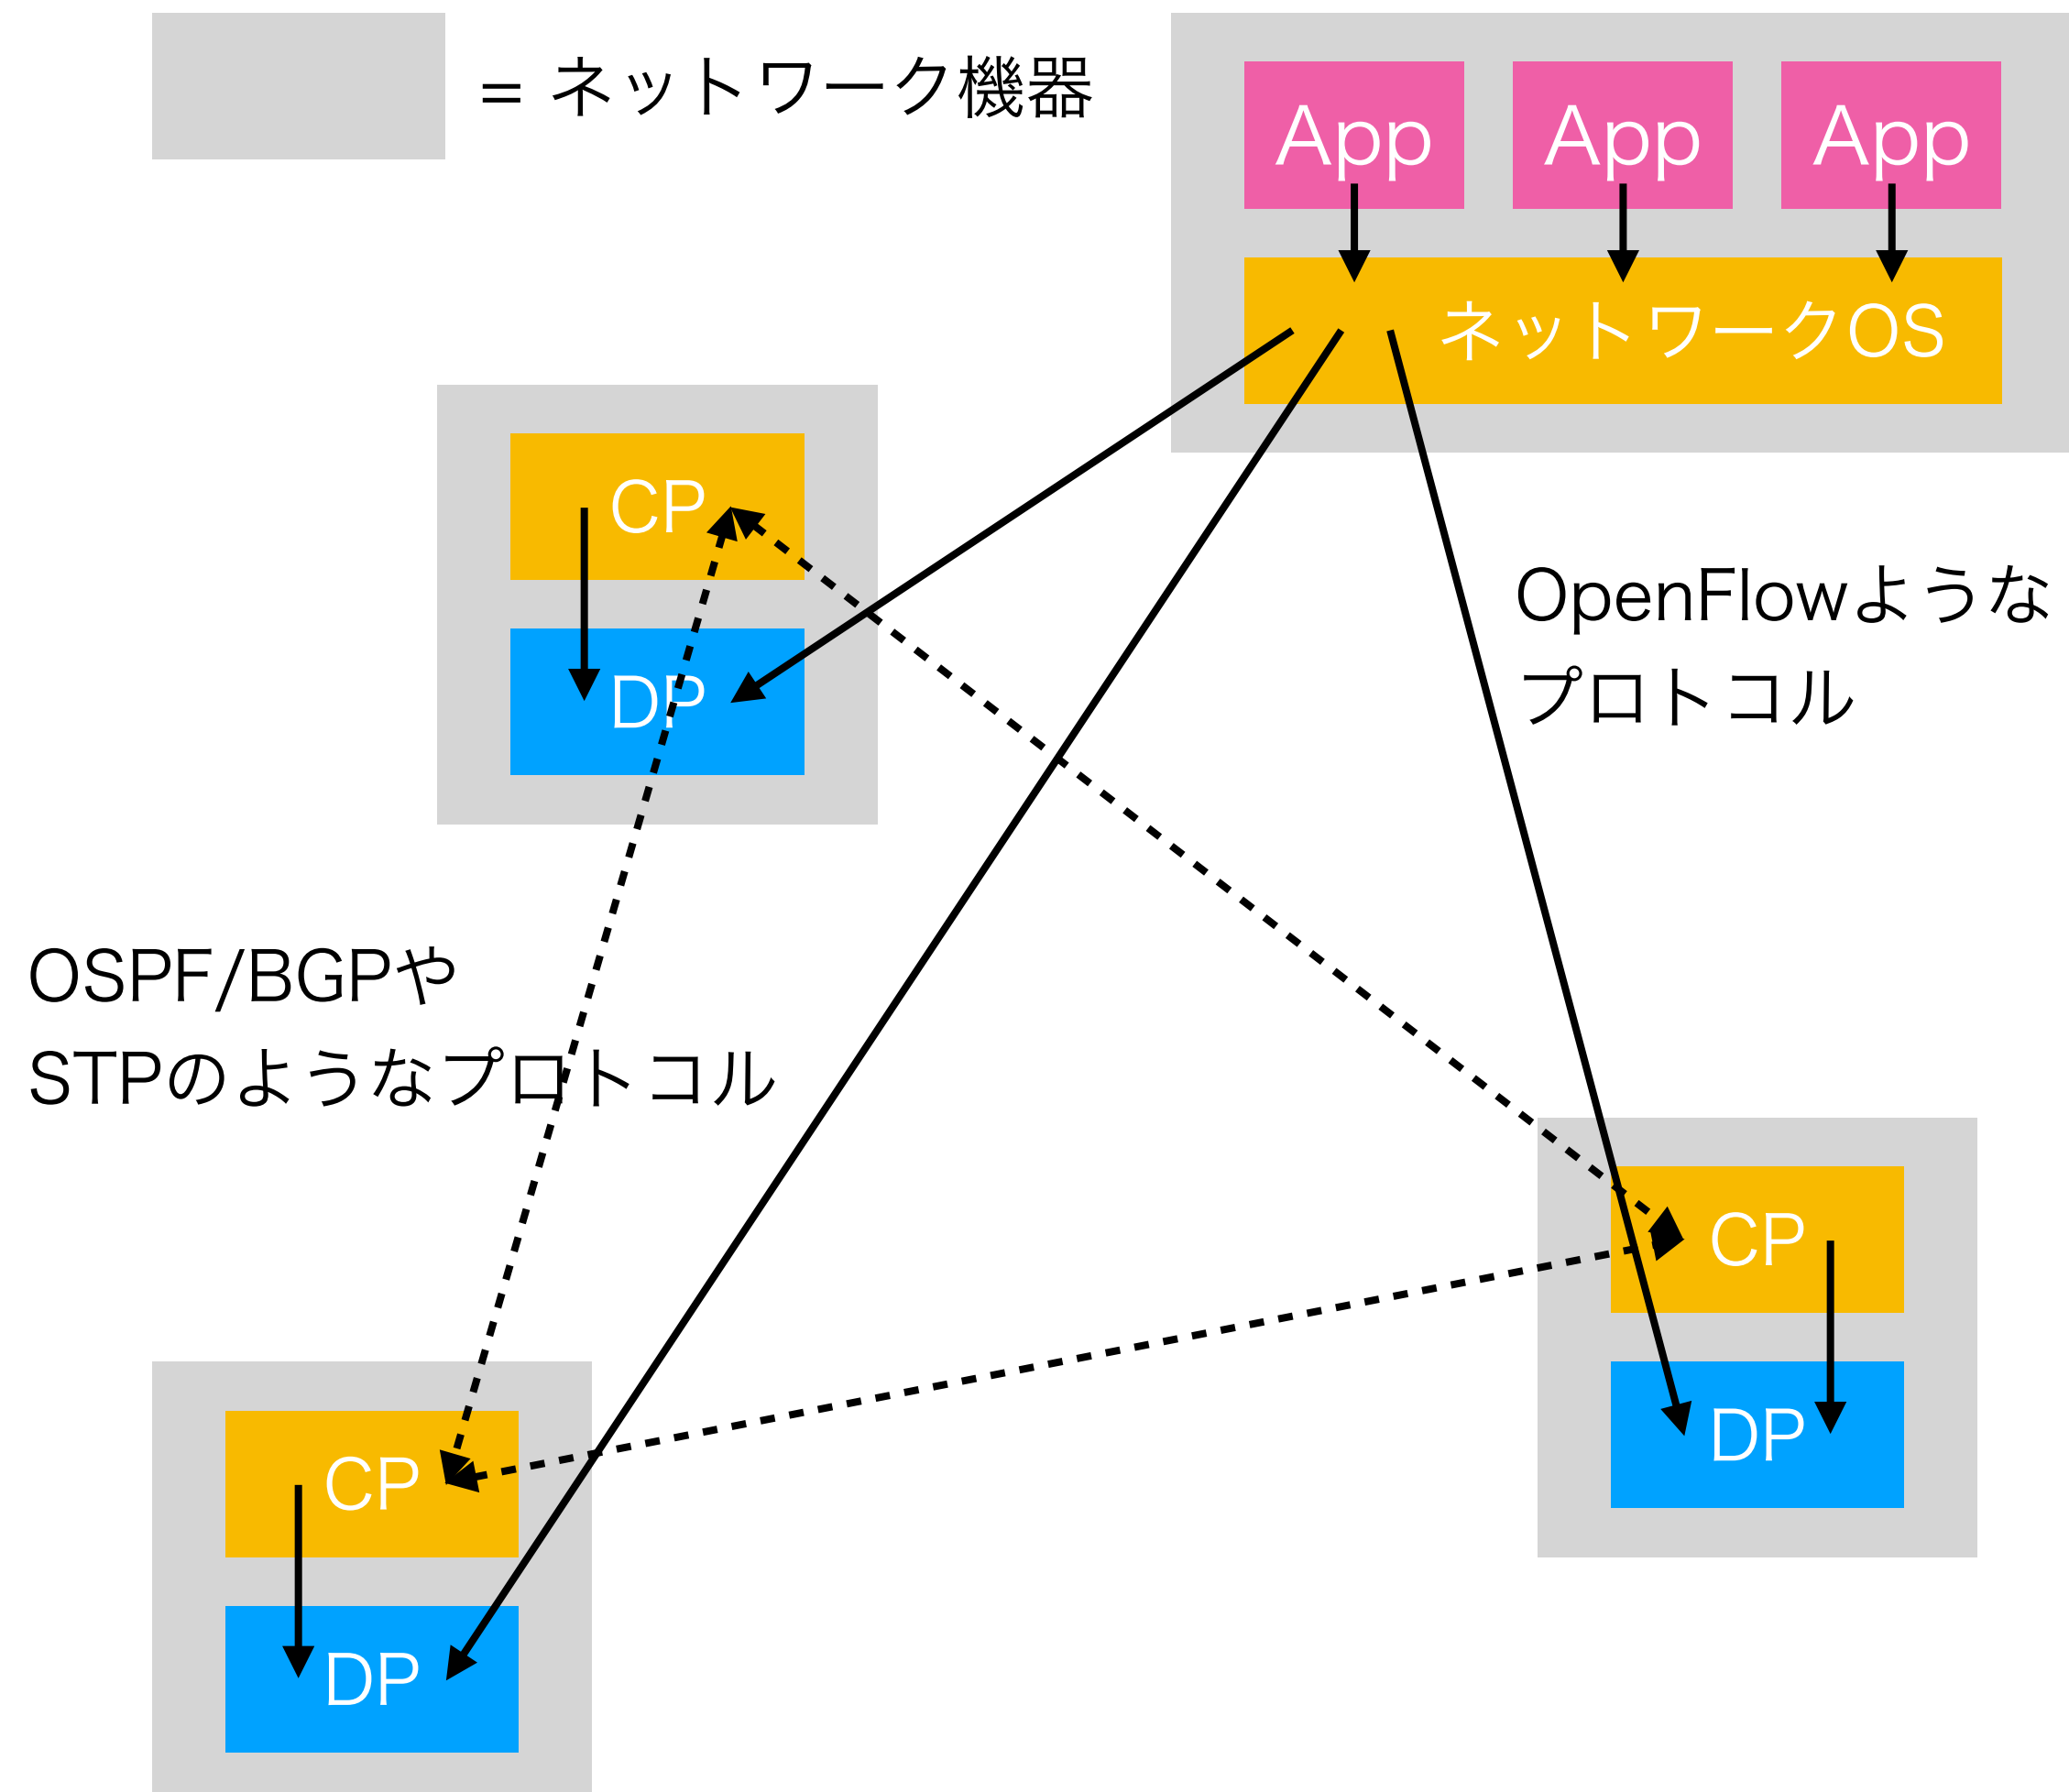 = ネットワーク機器
App App App
ネットワークOS
CP
DP
OpenFlowような
プロトコル
OSPF/BGPや
STPのようなプロトコル
CP
DP
CP
DP